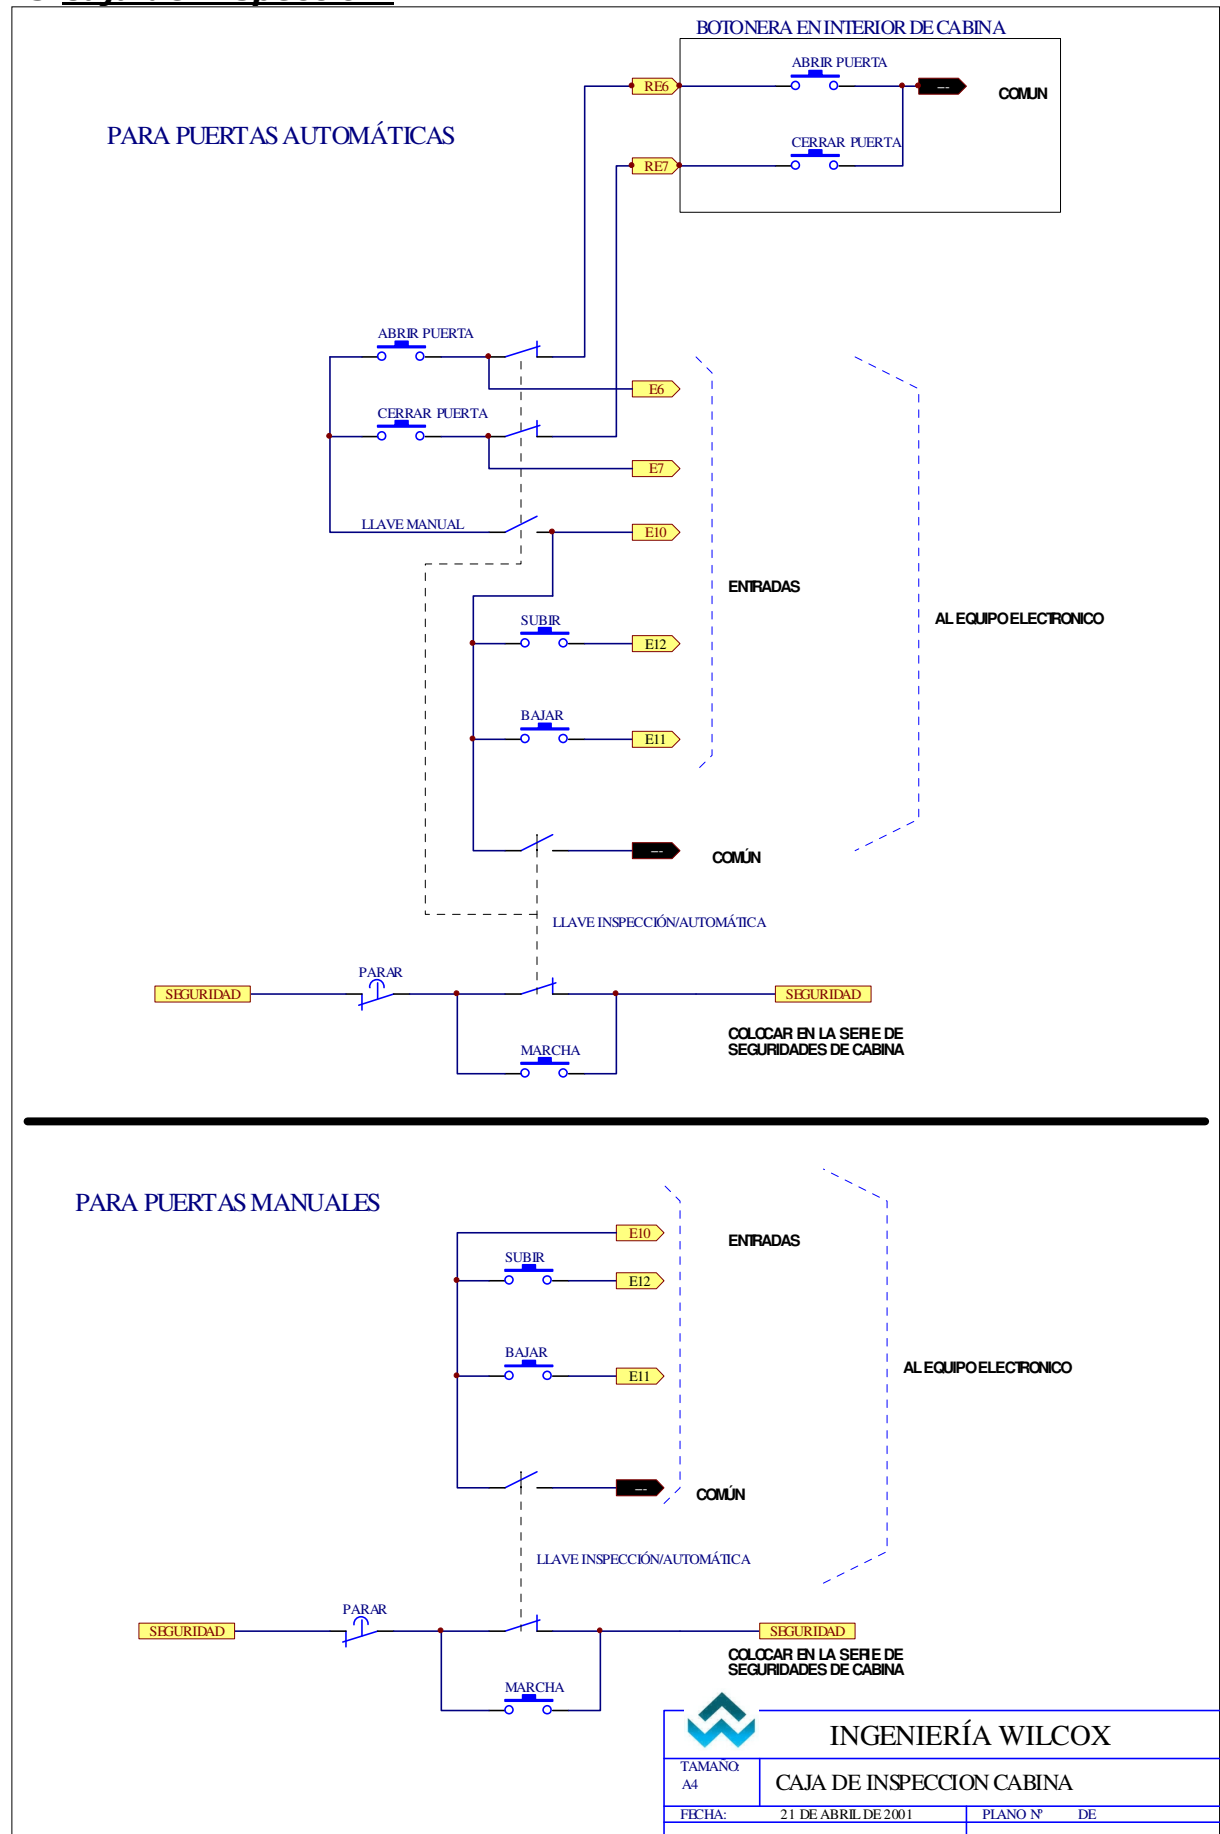 BOTONERA EN INTERIOR DE CABINA
ABRIR PUERTA
RE6
---
COMUN
PARA PUERTAS AUTOMÁTICAS
CERRAR PUERTA
RE7
ABRIR PUERTA
E6
CERRAR PUERTA
E7
LLAVE MANUAL
E10
ENTRADAS
SUBIR
E12
AL EQUIPO ELECTRONICO
BAJAR
E11
---
COMÚN
LLAVE INSPECCIÓN/AUTOMÁTICA
PARAR
SEGURIDAD
SEGURIDAD
COLOCAR EN LA SERIE DE
SEGURIDADES DE CABINA
MARCHA
PARA PUERTAS MANUALES
E10
ENTRADAS
SUBIR
E12
BAJAR
E11
AL EQUIPO ELECTRONICO
---
COMÚN
LLAVE INSPECCIÓN/AUTOMÁTICA
PARAR
SEGURIDAD
SEGURIDAD
COLOCAR EN LA SERIE DE
SEGURIDADES DE CABINA
MARCHA
INGENIERÍA WILCOX
TAMAÑO:
A4
CAJA DE INSPECCION CABINA
FECHA: 21 DE ABRIL DE 2001 PLANO Nº DE